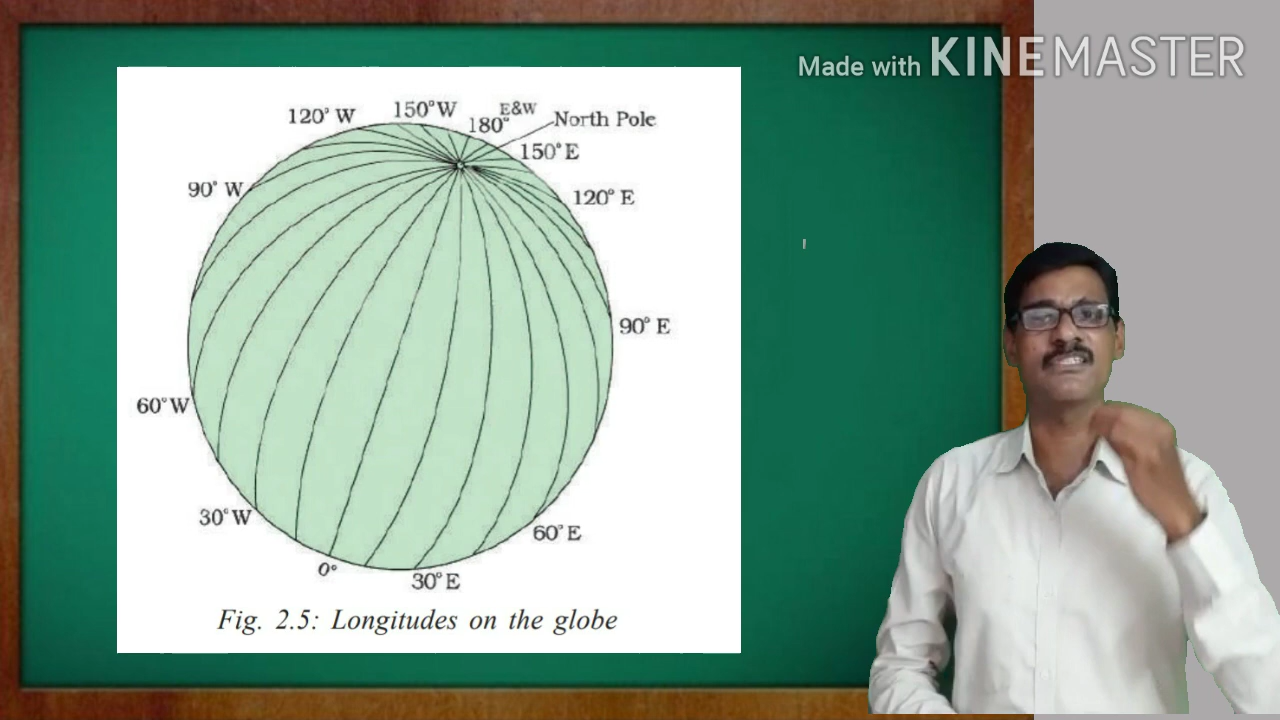 Made with KINEMASTER
120° W
150° W
180° E&W
North Pole
150° E
90° W
120° E
90° E
60° W
30° W
60° E
0°
30° E
Fig. 2.5: Longitudes on the globe